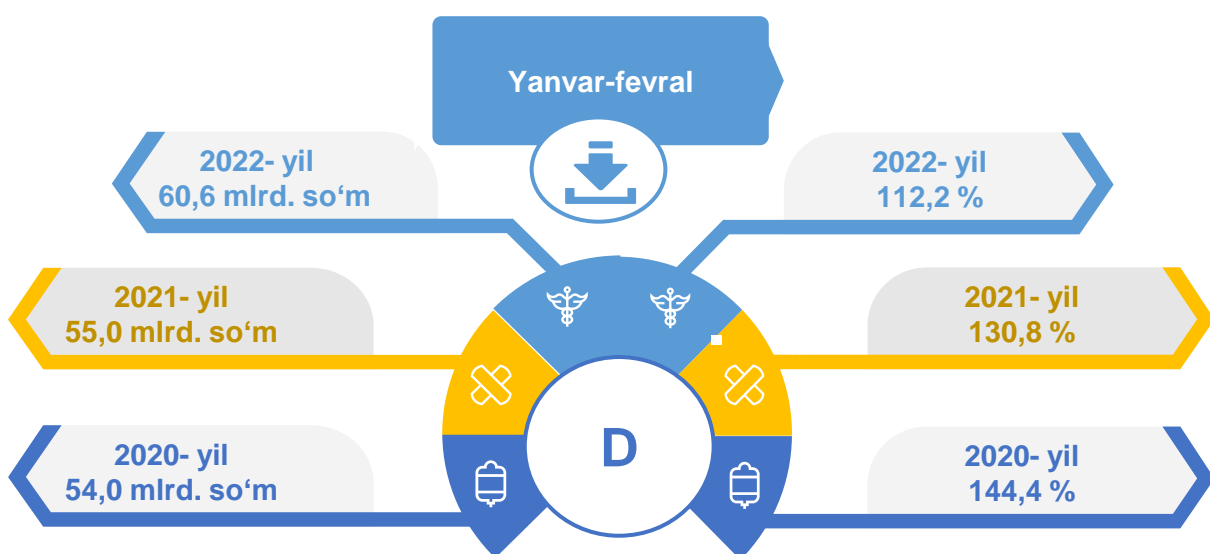 Yanvar-fevral
2022- yil
60,6 mlrd. so‘m
2022- yil
112,2 %
2021- yil
55,0 mlrd. so‘m
2021- yil
130,8 %
D
2020- yil
54,0 mlrd. so‘m
2020- yil
144,4 %